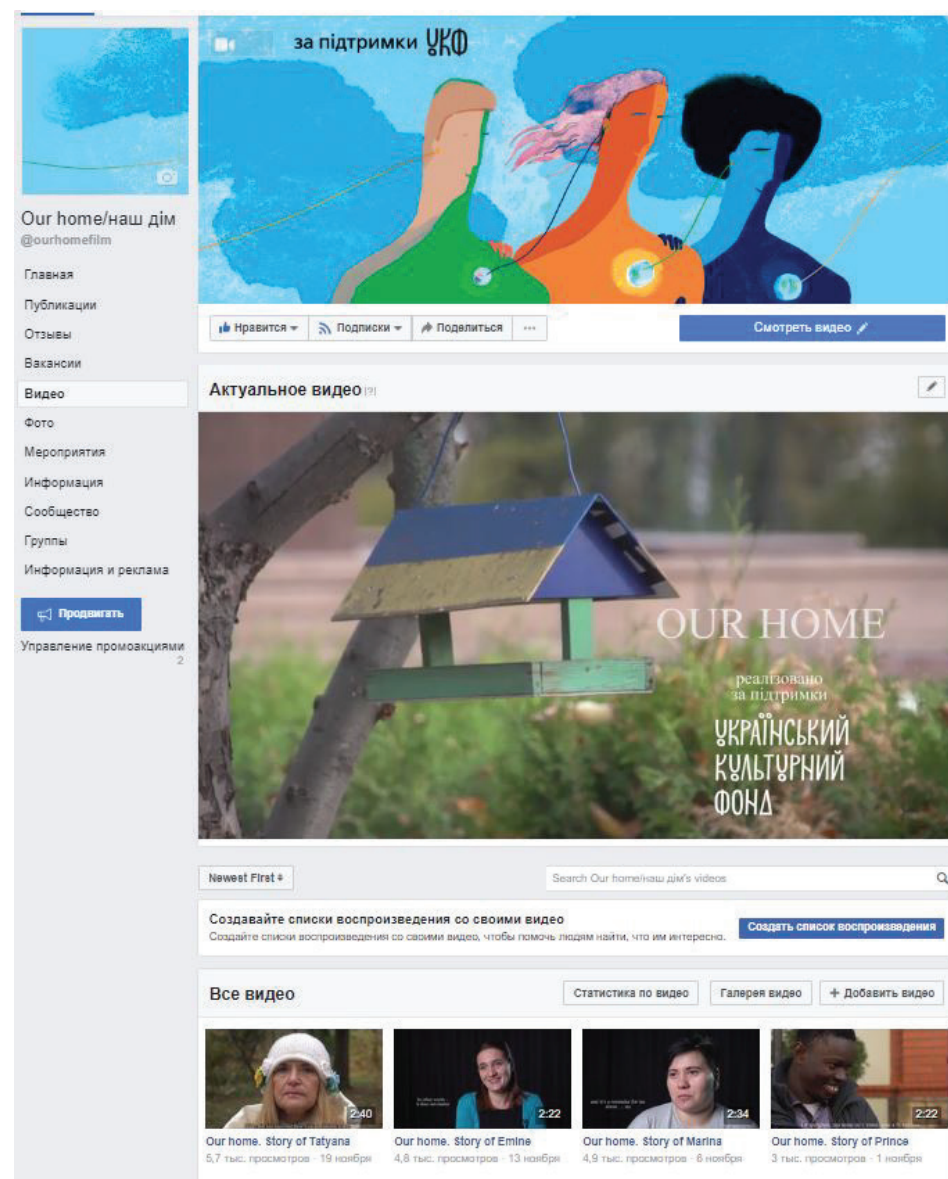 за підтримки УКФ
Our home/наш дім
@ourhomefilm
Главная
Публикации
Отзывы
Вакансии
Видео
Фото
Мероприятия
Информация
Сообщество
Группы
Информация и реклама
Продвигать
Управление промоакциями
2
Нравится
Подписки
Поделиться
...
Смотреть видео
Актуальное видео [?]
OUR HOME
реалізовано
за підтримки
УКРАЇНСЬКИЙ
КУЛЬТУРНИЙ
ФОНД
Newest First
Search Our home/наш дім's videos
Создавайте списки воспроизведения со своими видео
Создайте списки воспроизведения со своими видео, чтобы помочь людям найти, что им интересно.
Создать список воспроизведения
Все видео
Статистика по видео
Галерея видео
+ Добавить видео
2:40
2:22
2:34
2:22
Our home. Story of Tatyana
5,7 тыс. просмотров · 19 ноября
Our home. Story of Emine
4,8 тыс. просмотров · 13 ноября
Our home. Story of Marina
4,9 тыс. просмотров · 6 ноября
Our home. Story of Prince
3 тыс. просмотров · 1 ноября